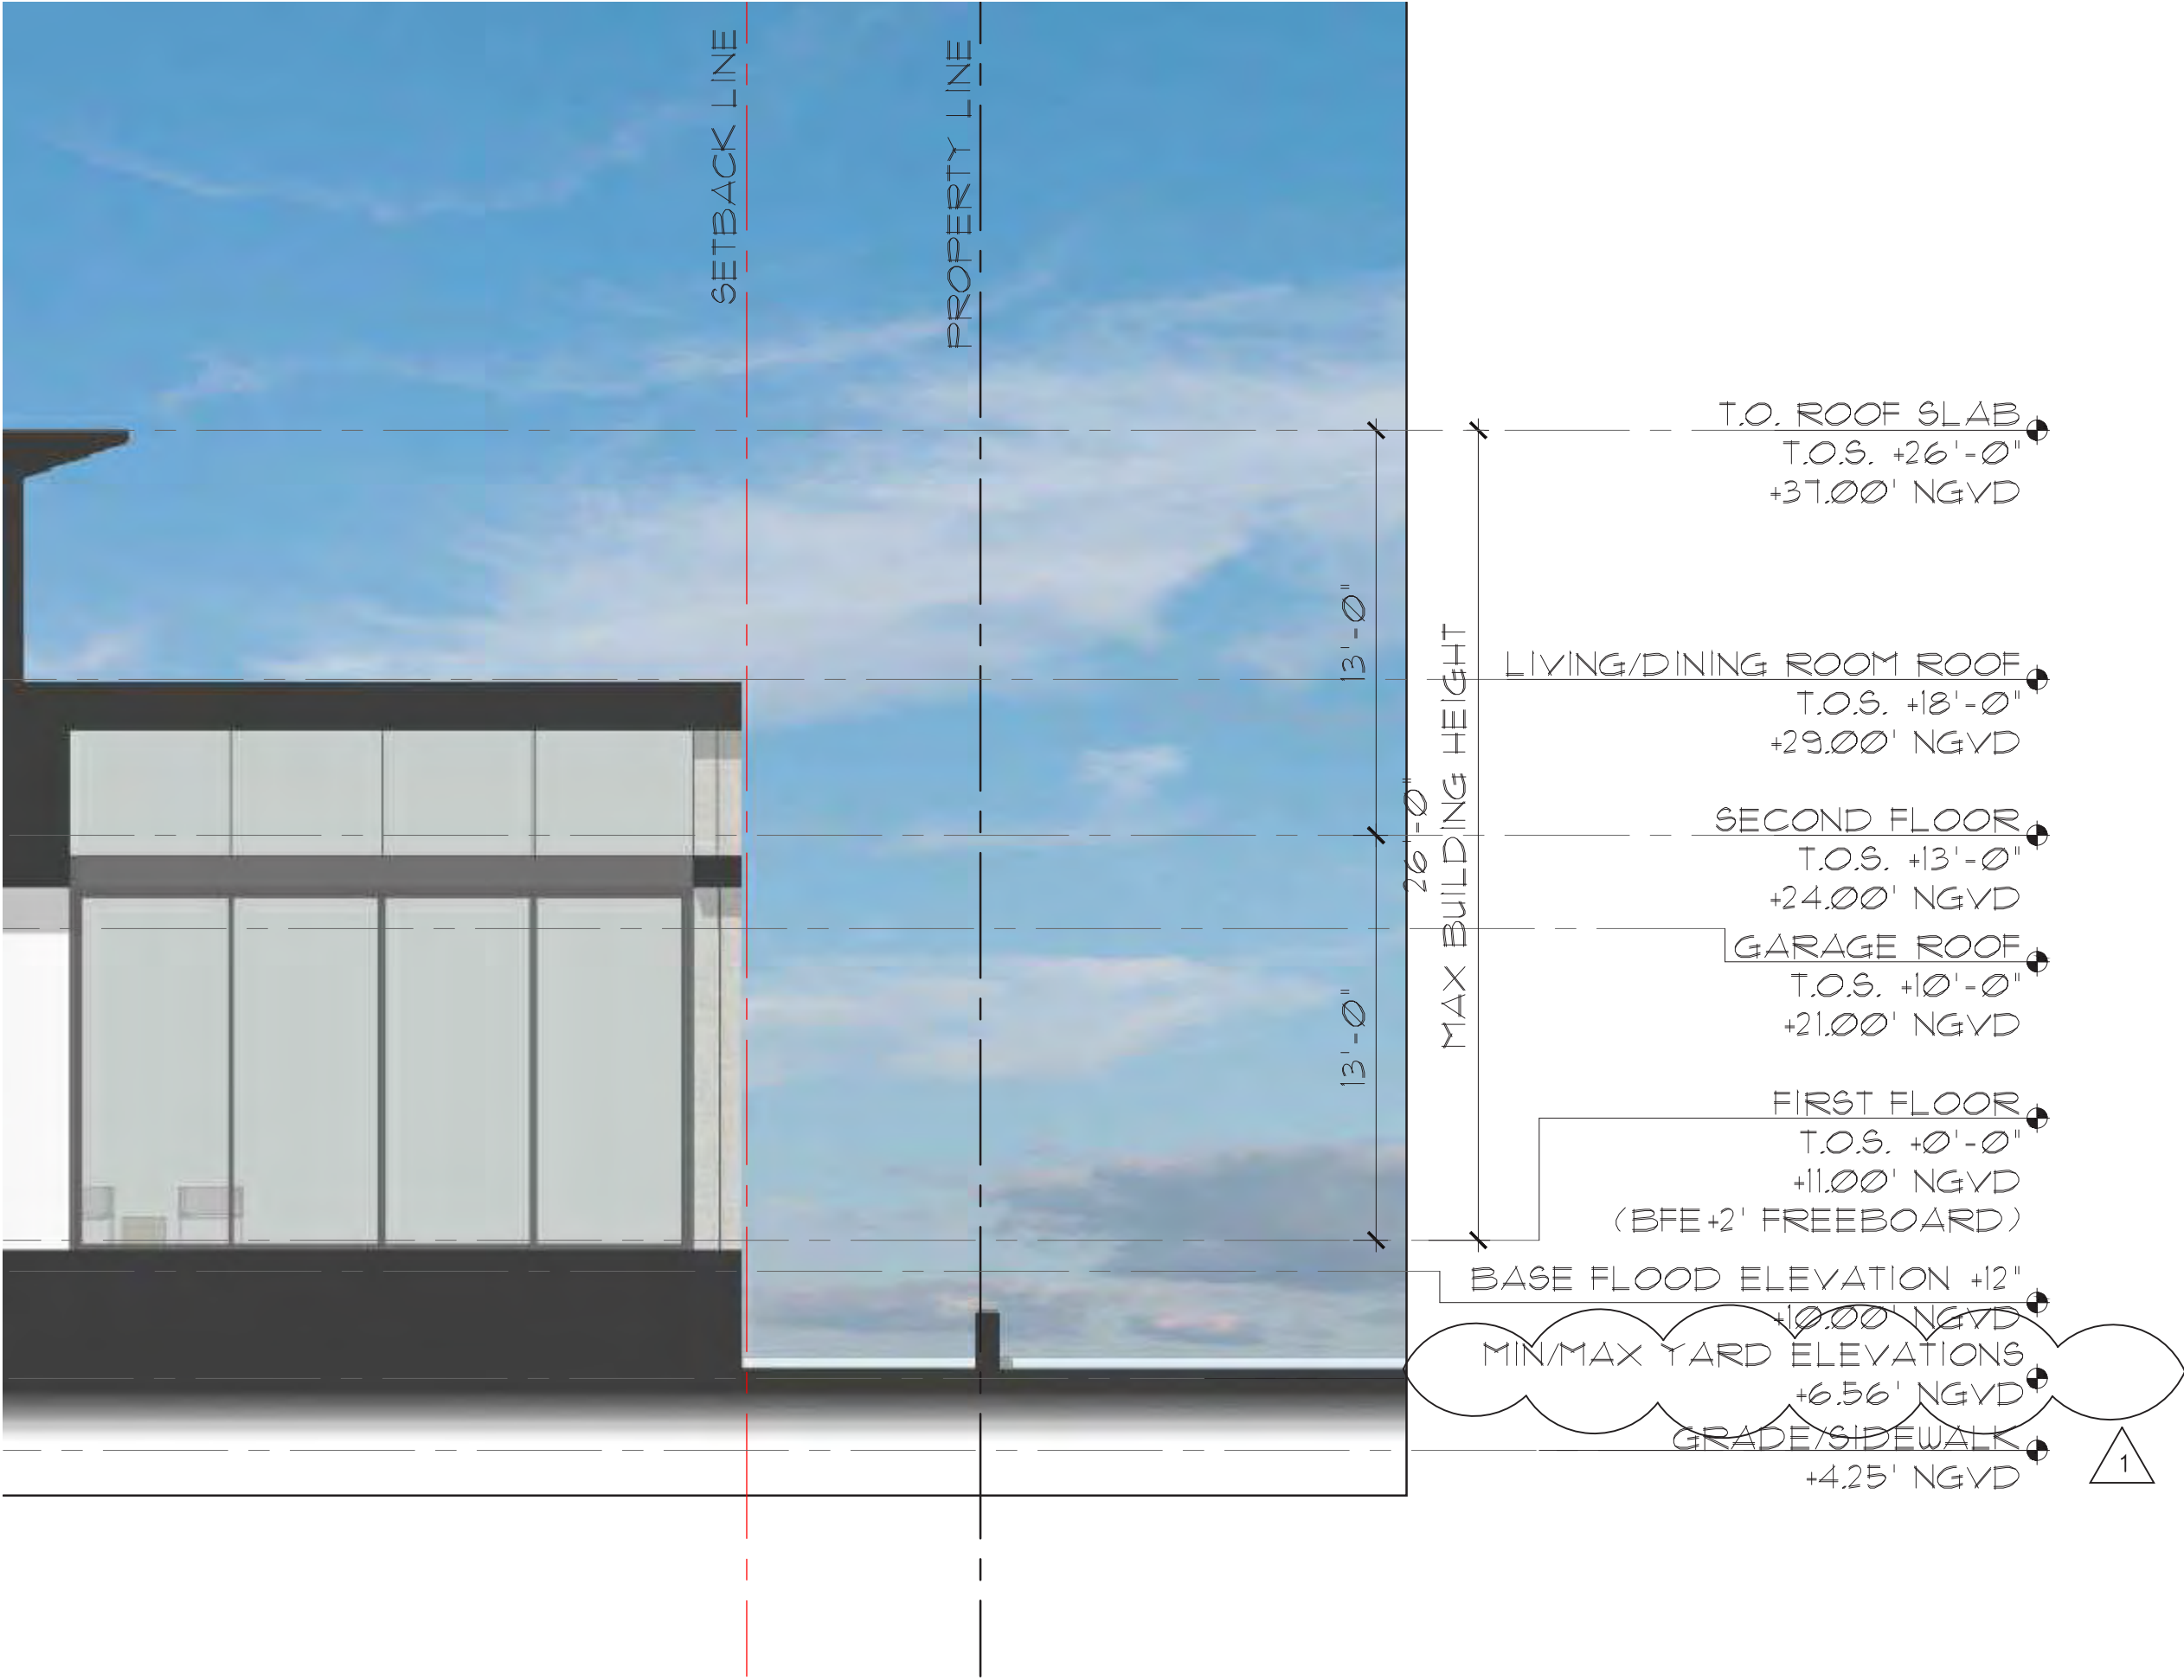 SETBACK LINE
PROPERTY LINE
T.O. ROOF SLAB
T.O.S. +26'-0"
+37.00' NGVD
13'-0"
26'-0"
MAX BUILDING HEIGHT
LIVING/DINING ROOM ROOF
T.O.S. +18'-0"
+29.00' NGVD
SECOND FLOOR
T.O.S. +13'-0"
+24.00' NGVD
GARAGE ROOF
T.O.S. +10'-0"
+21.00' NGVD
13'-0"
FIRST FLOOR
T.O.S. +0'-0"
+11.00' NGVD
(BFE+2' FREEBOARD)
BASE FLOOD ELEVATION +12"
+10.00' NGVD
MIN/MAX YARD ELEVATIONS
+6.56' NGVD
GRADE/SIDEWALK
+4.25' NGVD
1